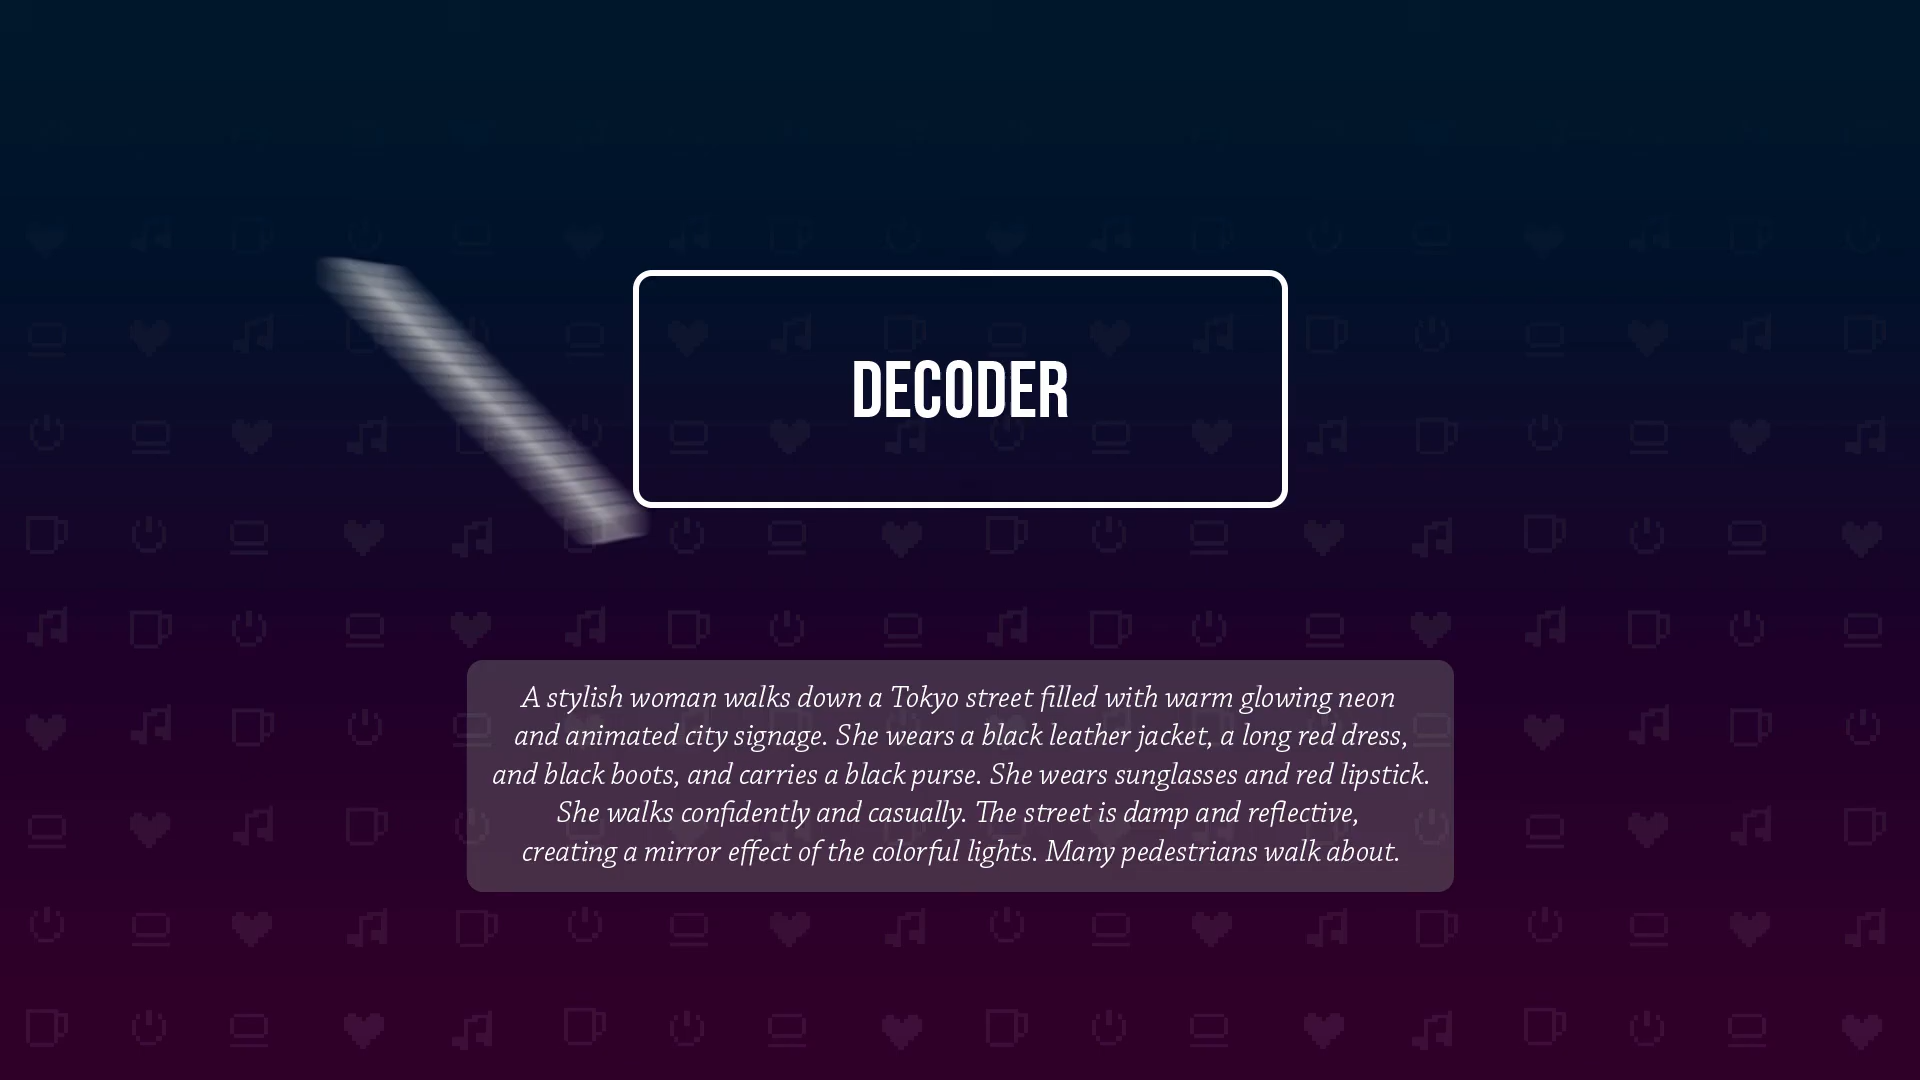 DECODER
A stylish woman walks down a Tokyo street filled with warm glowing neon
and animated city signage. She wears a black leather jacket, a long red dress,
and black boots, and carries a black purse. She wears sunglasses and red lipstick.
She walks confidently and casually. The street is damp and reflective,
creating a mirror effect of the colorful lights. Many pedestrians walk about.